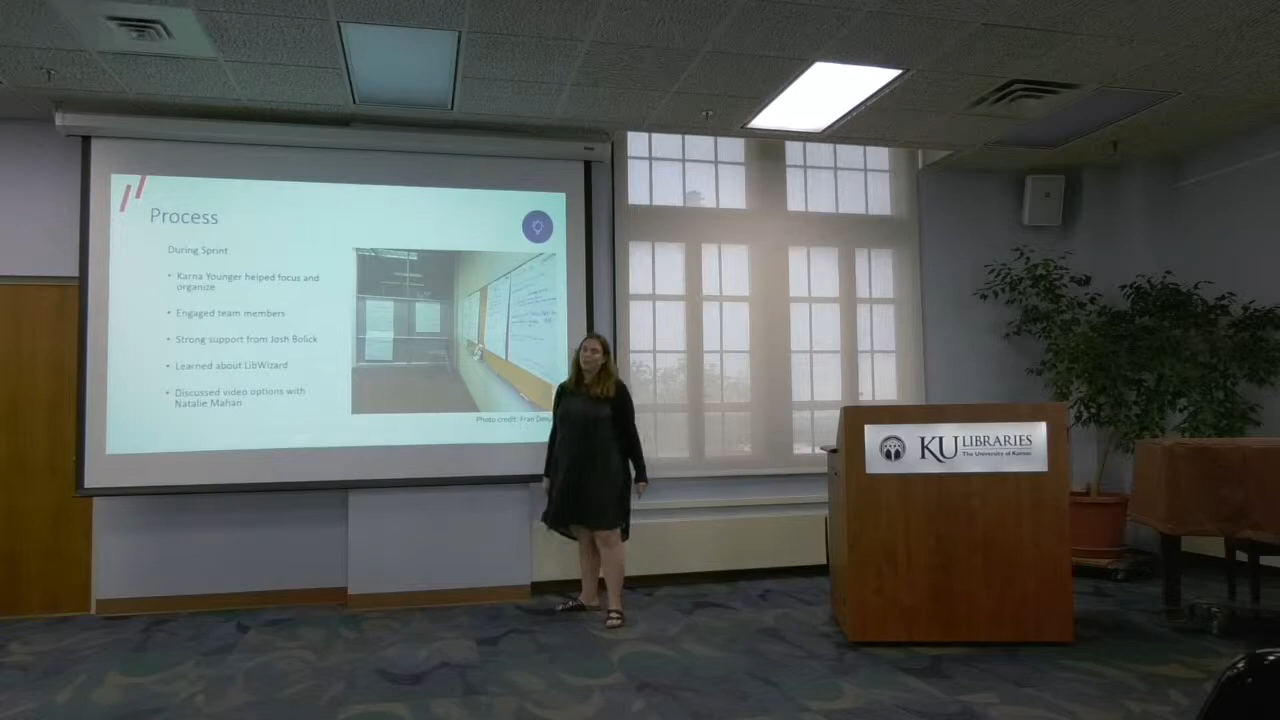 Process
During Sprint
• Karna Younger helped focus and
organize
• Engaged team members
• Strong support from Josh Bolick
• Learned about LibWizard
• Discussed video options with
Natalie Mahan
Photo credit: Fran
KU LIBRARIES
The University of Kansas